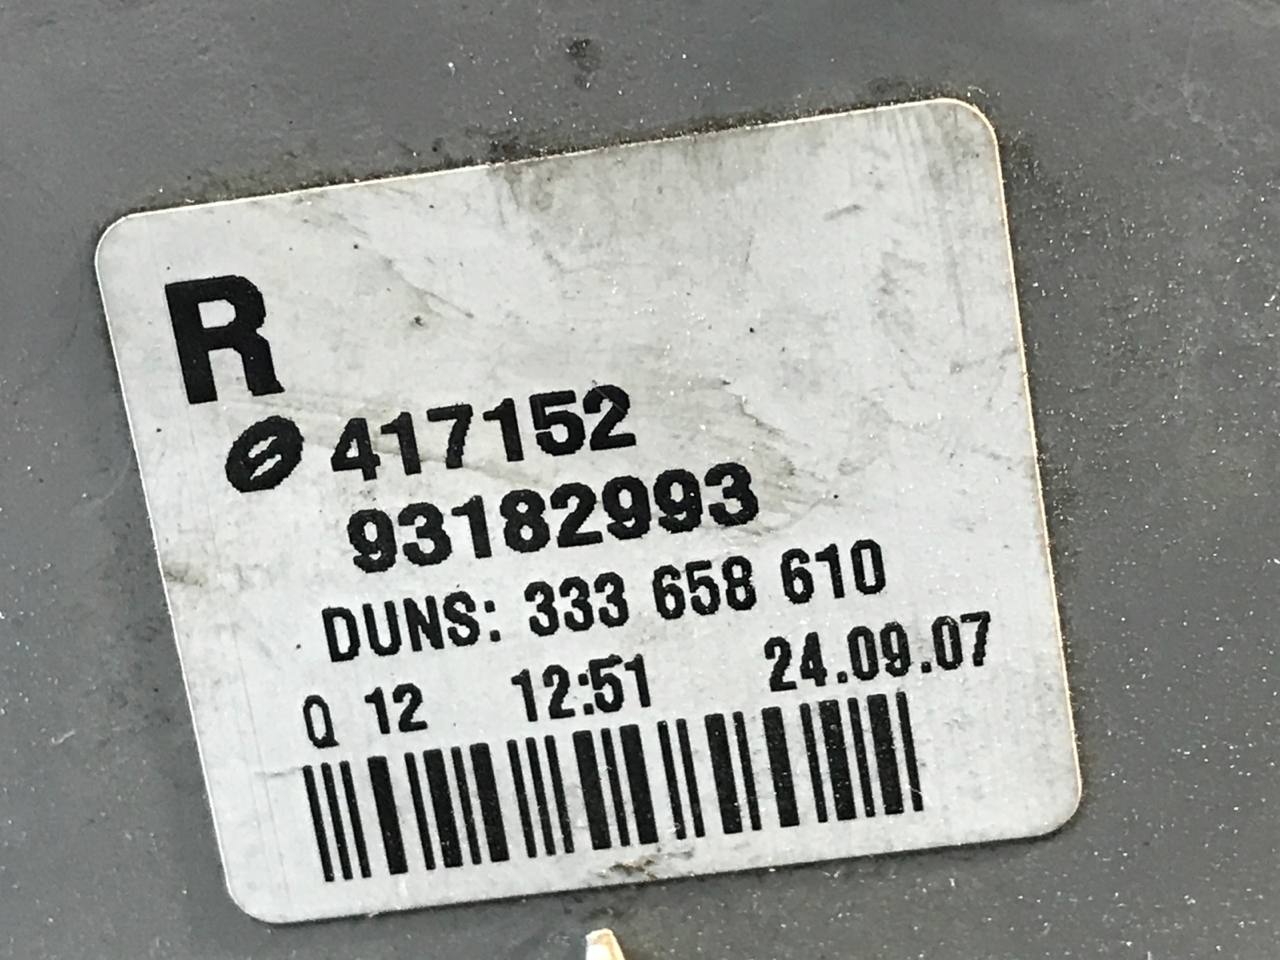 R
417152
93182993
DUNS: 333 658 610
Q 12 12:51 24.09.07